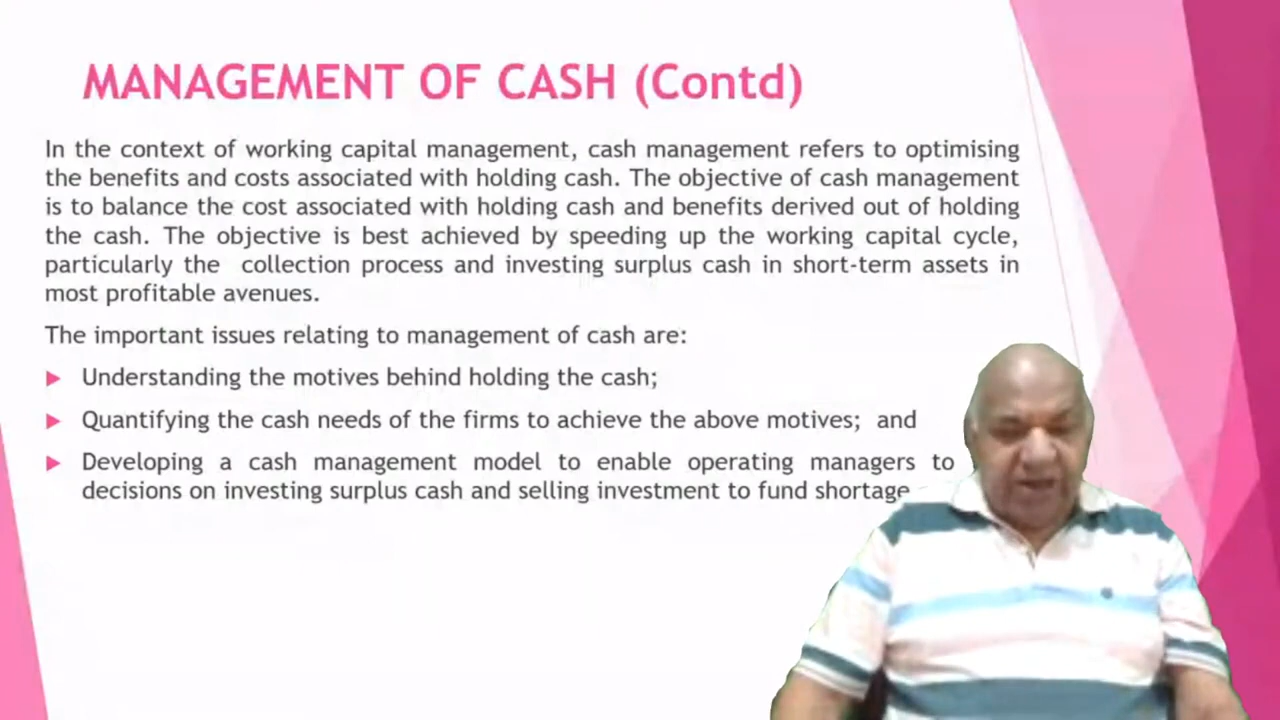 MANAGEMENT OF CASH (Contd)
In the context of working capital management, cash management refers to optimising
the benefits and costs associated with holding cash. The objective of cash management
is to balance the cost associated with holding cash and benefits derived out of holding
the cash. The objective is best achieved by speeding up the working capital cycle,
particularly the collection process and investing surplus cash in short-term assets in
most profitable avenues.
The important issues relating to management of cash are:
Understanding the motives behind holding the cash;
Quantifying the cash needs of the firms to achieve the above motives; and
Developing a cash management model to enable operating managers to
decisions on investing surplus cash and selling investment to fund shortage